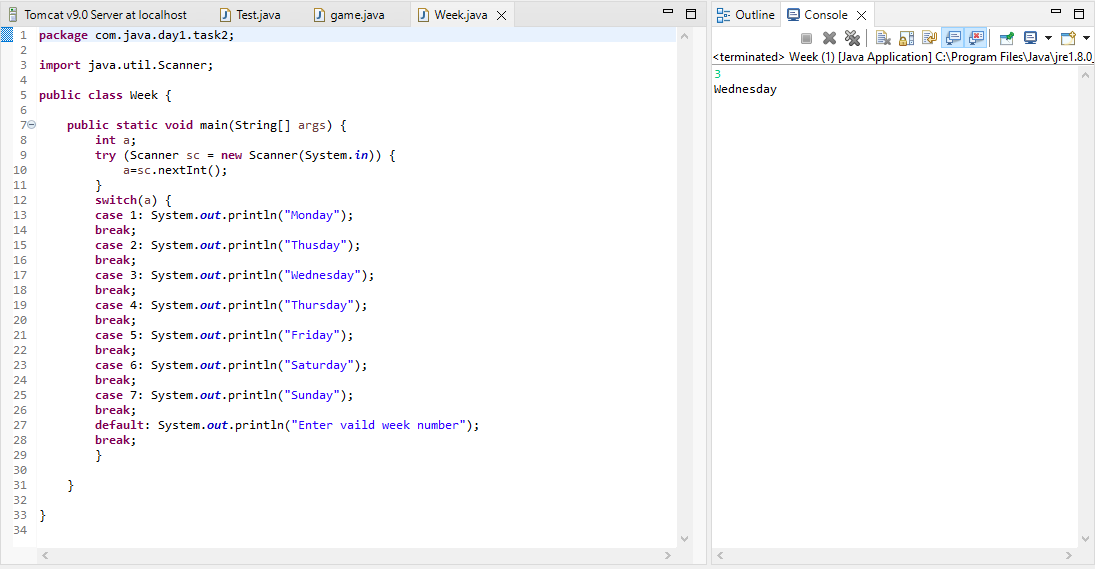 Tomcat v9.0 Server at localhost Test.java game.java Week.java
1 package com.java.day1.task2;
2
3 import java.util.Scanner;
4
5 public class Week {
6
7 public static void main(String[] args) {
8 int a;
9 try (Scanner sc = new Scanner(System.in)) {
10 a=sc.nextInt();
11 }
12 switch(a) {
13 case 1: System.out.println("Monday");
14 break;
15 case 2: System.out.println("Thusday");
16 break;
17 case 3: System.out.println("Wednesday");
18 break;
19 case 4: System.out.println("Thursday");
20 break;
21 case 5: System.out.println("Friday");
22 break;
23 case 6: System.out.println("Saturday");
24 break;
25 case 7: System.out.println("Sunday");
26 break;
27 default: System.out.println("Enter vaild week number");
28 break;
29 }
30
31 }
32
33 }
34
Outline Console
<terminated> Week (1) [Java Application] C:\Program Files\Java\jre1.8.0_
3
Wednesday